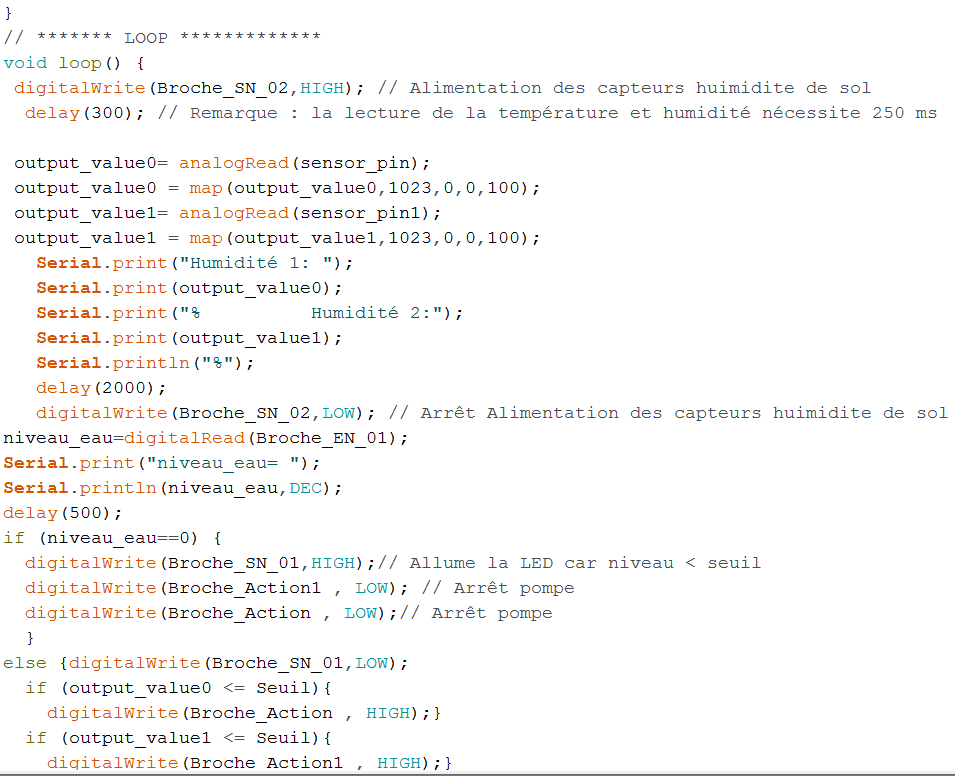 }
// ******* LOOP *************
void loop() {
digitalWrite(Broche_SN_02,HIGH); // Alimentation des capteurs huimidite de sol
delay(300); // Remarque : la lecture de la température et humidité nécessite 250 ms
output_value0= analogRead(sensor_pin);
output_value0 = map(output_value0,1023,0,0,100);
output_value1= analogRead(sensor_pin1);
output_value1 = map(output_value1,1023,0,0,100);
Serial.print("Humidité 1: ");
Serial.print(output_value0);
Serial.print("%          Humidité 2:");
Serial.print(output_value1);
Serial.println("%");
delay(2000);
digitalWrite(Broche_SN_02,LOW); // Arrêt Alimentation des capteurs huimidite de sol
niveau_eau=digitalRead(Broche_EN_01);
Serial.print("niveau_eau= ");
Serial.println(niveau_eau,DEC);
delay(500);
if (niveau_eau==0) {
digitalWrite(Broche_SN_01,HIGH);// Allume la LED car niveau < seuil
digitalWrite(Broche_Action1 , LOW); // Arrêt pompe
digitalWrite(Broche_Action , LOW);// Arrêt pompe
}
else {digitalWrite(Broche_SN_01,LOW);
if (output_value0 <= Seuil){
digitalWrite(Broche_Action , HIGH);}
if (output_value1 <= Seuil){
digitalWrite(Broche_Action1 , HIGH);}